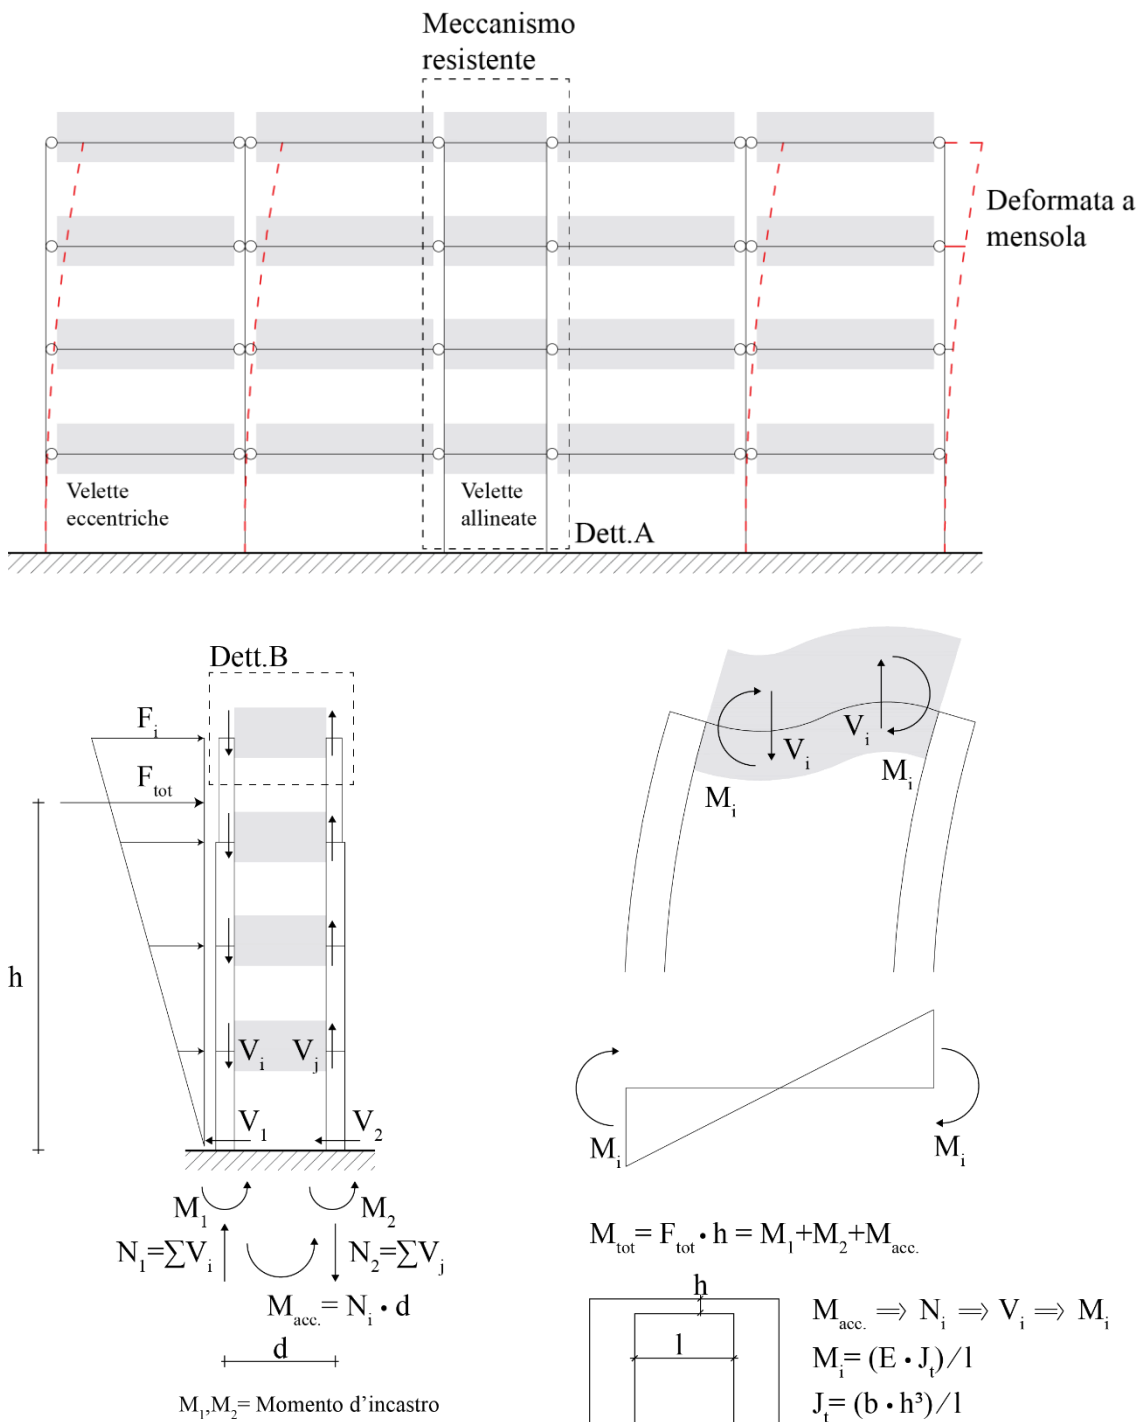 Meccanismo
resistente
Deformata a
mensola
Velette
eccentriche
Velette
allineate
Dett.A
Dett.B
F_i
F_tot
h
V_i V_j
V_1 V_2
M_1 M_2
N_1=∑V_i N_2=∑V_j
M_acc.= N_i • d
d
M_1,M_2= Momento d'incastro
V_i V_i
M_i M_i
M_i M_i
M_tot= F_tot • h = M_1+M_2+M_acc.
h
l
M_acc. ⟹ N_i ⟹ V_i ⟹ M_i
M_i= (E • J_t)/l
J_t= (b • h³)/l